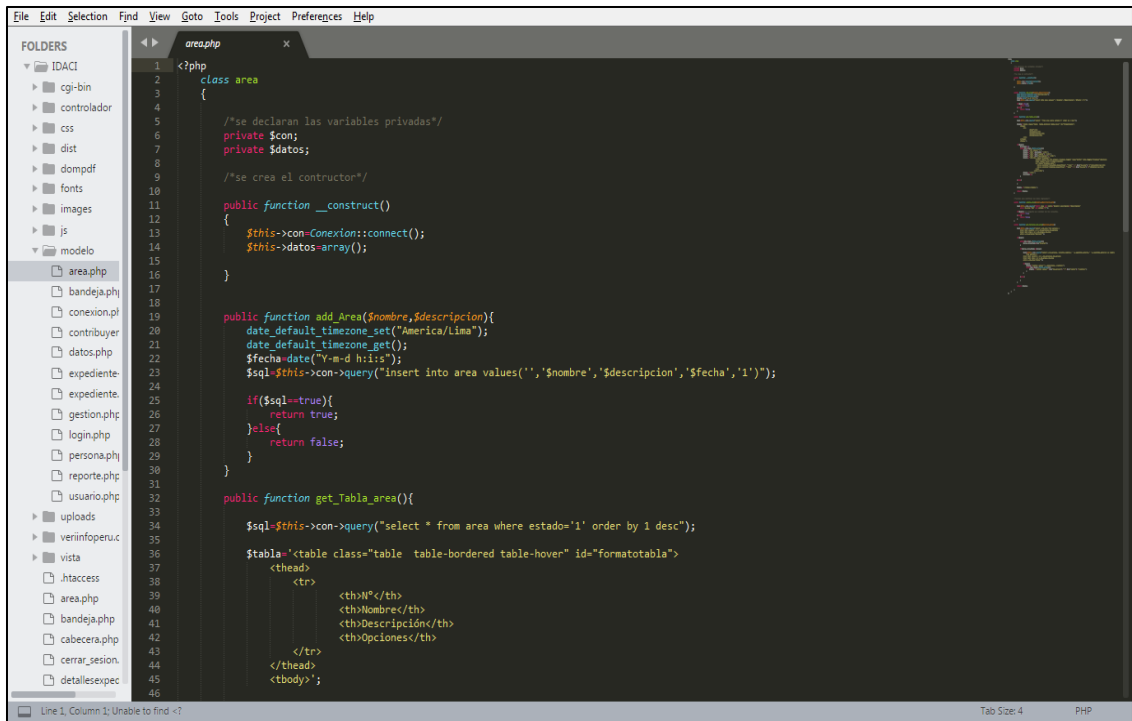 File Edit Selection Find View Goto Tools Project Preferences Help
FOLDERS
IDACI
cgi-bin
controlador
css
dist
dompdf
fonts
images
js
modelo
area.php
bandeja.php
conexion.ph
contribuyer
datos.php
expediente-
expediente.
gestion.php
login.php
persona.php
reporte.php
usuario.php
uploads
veriinfoperu.c
vista
.htaccess
area.php
bandeja.php
cabecera.php
cerrar_sesion.
detallesexpec
area.php ×
1 <?php
2 class area
3 {
4
5 /*se declaran las variables privadas*/
6 private $con;
7 private $datos;
8
9 /*se crea el contructor*/
10
11 public function __construct()
12 {
13 $this->con=Conexion::connect();
14 $this->datos=array();
15
16 }
17
18
19 public function add_Area($nombre,$descripcion){
20 date_default_timezone_set("America/Lima");
21 date_default_timezone_get();
22 $fecha=date("Y-m-d h:i:s");
23 $sql=$this->con->query("insert into area values('','$nombre','$descripcion','$fecha','1')");
24
25 if($sql==true){
26 return true;
27 }else{
28 return false;
29 }
30 }
31
32 public function get_Tabla_area(){
33
34 $sql=$this->con->query("select * from area where estado='1' order by 1 desc");
35
36 $tabla='<table class="table  table-bordered table-hover" id="formatotabla">
37 <thead>
38 <tr>
39 <th>N°</th>
40 <th>Nombre</th>
41 <th>Descripción</th>
42 <th>Opciones</th>
43 </tr>
44 </thead>
45 <tbody>';
46
Line 1, Column 1; Unable to find <?
Tab Size: 4
PHP